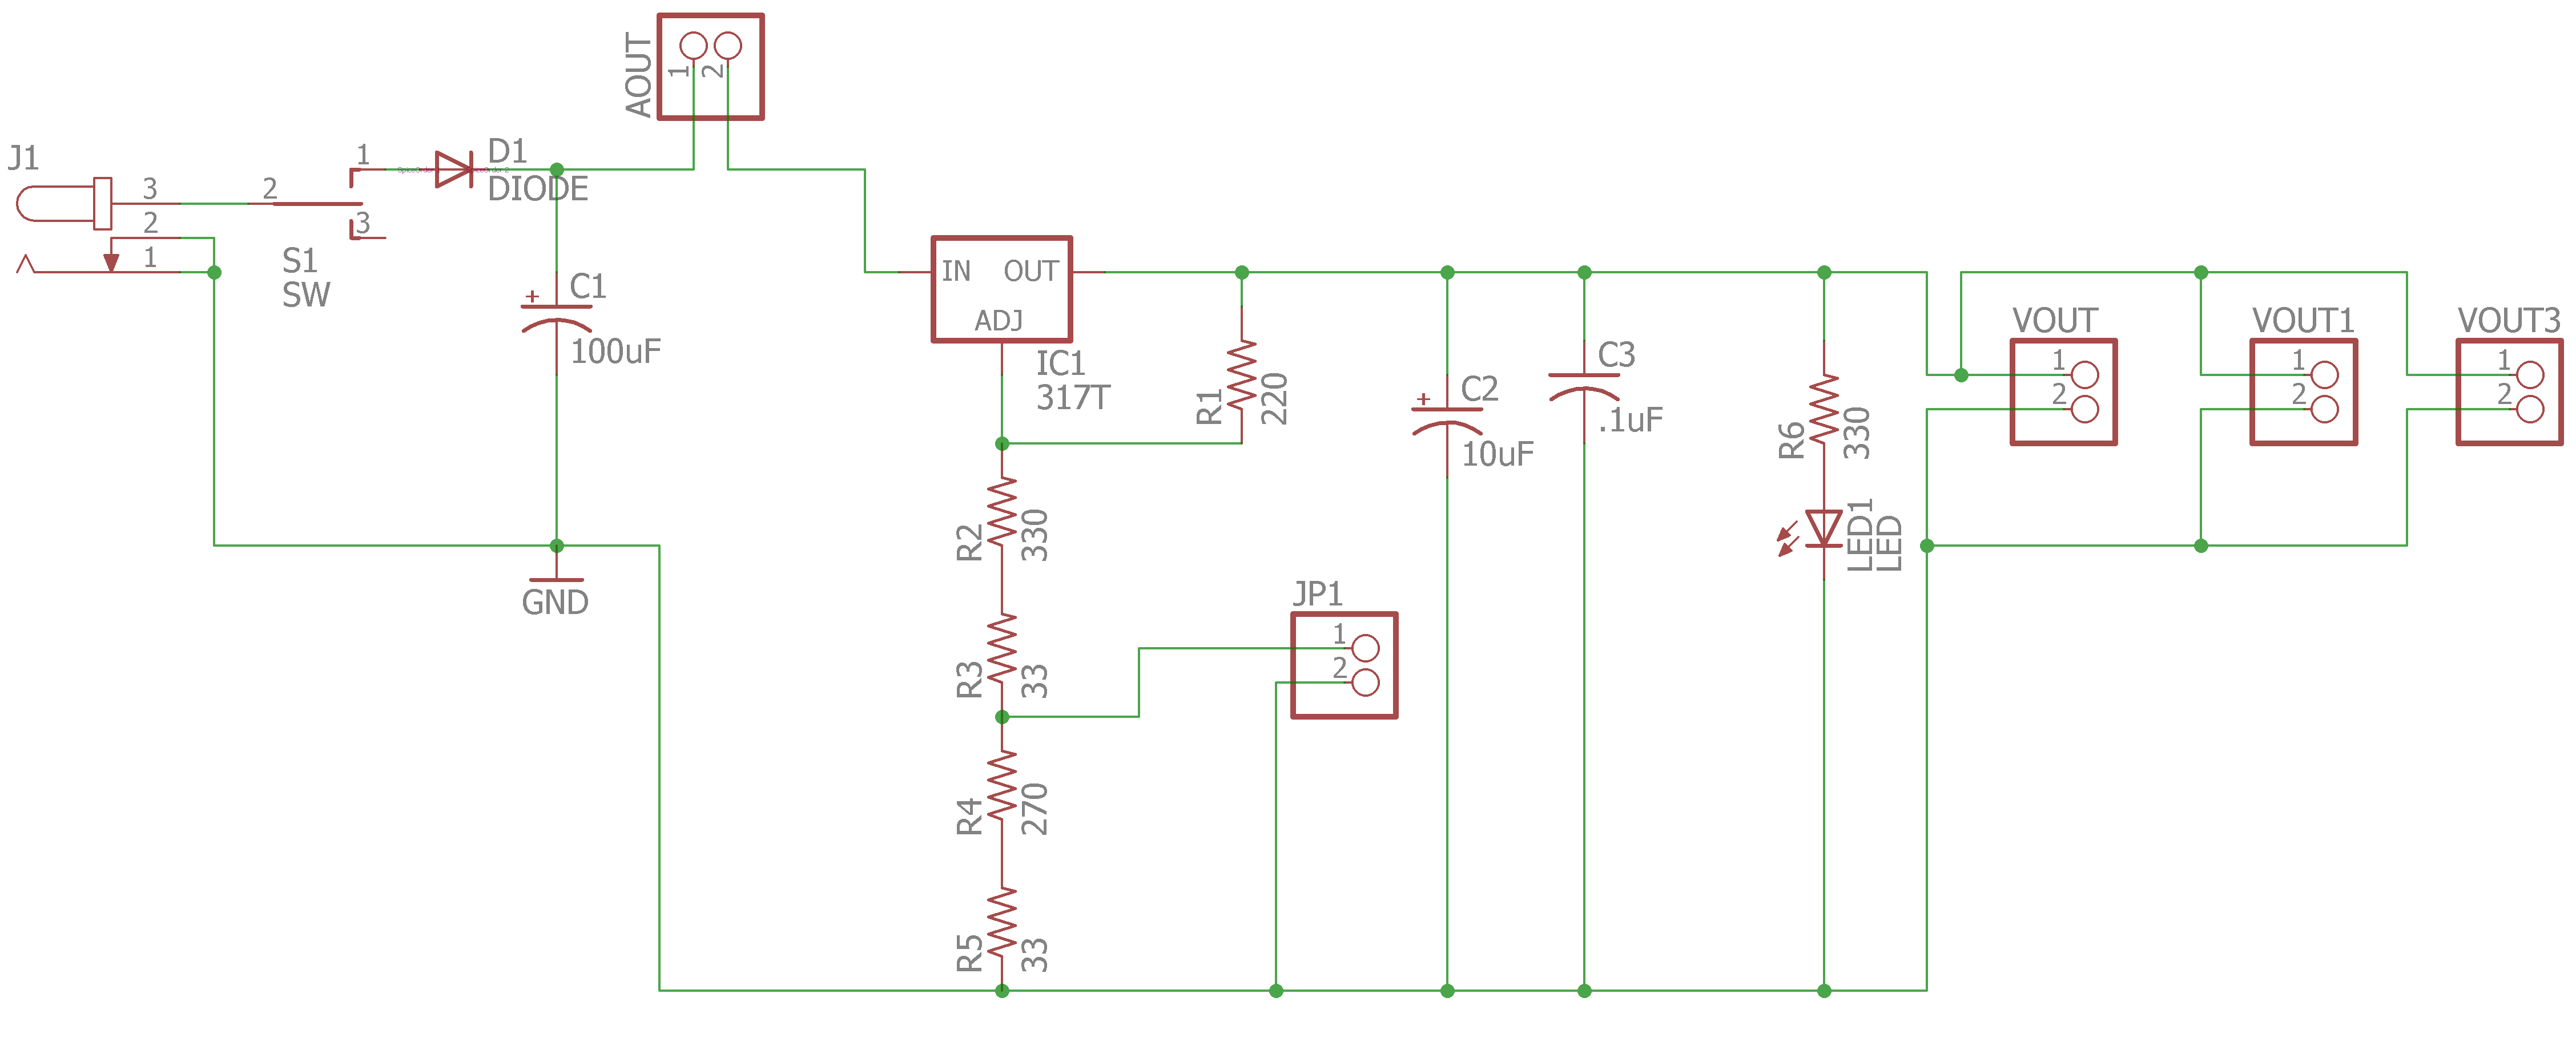 J1
3
2
1
2
1
3
S1
SW
D1
DIODE
AOUT
1
2
C1
+
100uF
GND
IN
OUT
ADJ
IC1
317T
R1
220
R2
330
R3
33
R4
270
R5
33
JP1
1
2
C2
+
10uF
C3
.1uF
R6
330
LED1
LED
VOUT
1
2
VOUT1
1
2
VOUT3
1
2